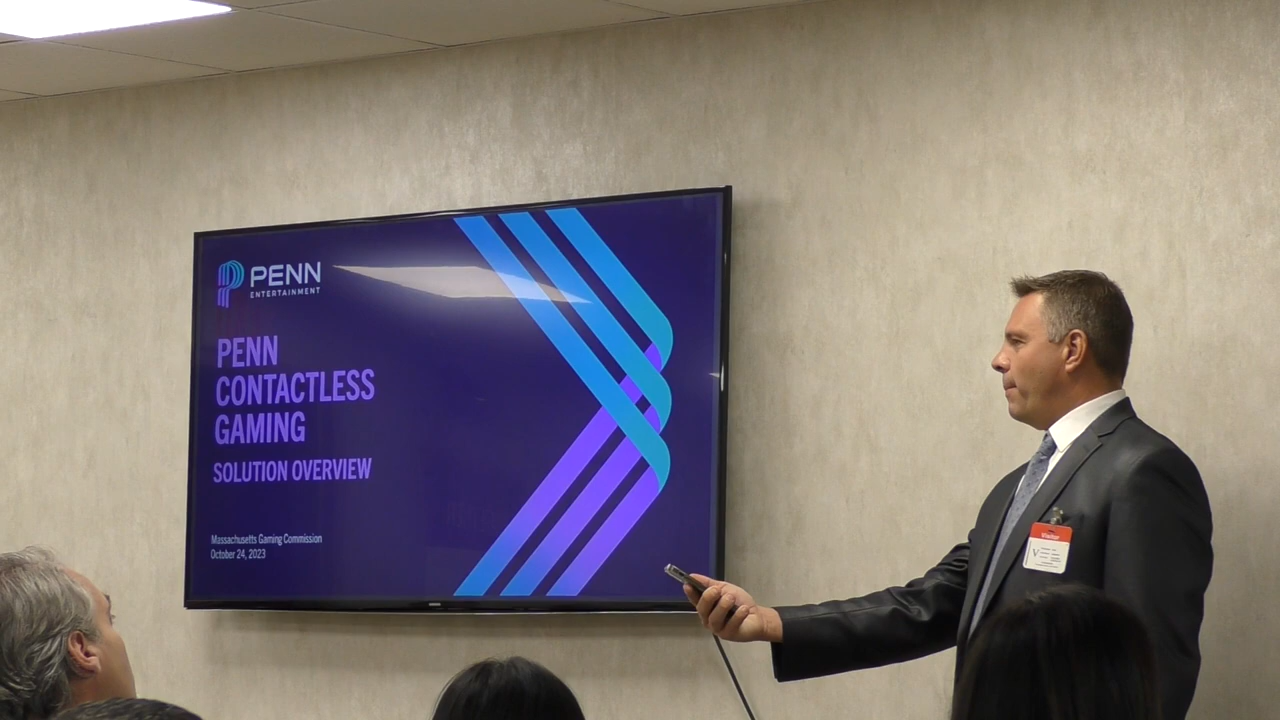 PENN
ENTERTAINMENT
PENN
CONTACTLESS
GAMING
SOLUTION OVERVIEW
Massachusetts Gaming Commission
October 24, 2023
Visitor
V